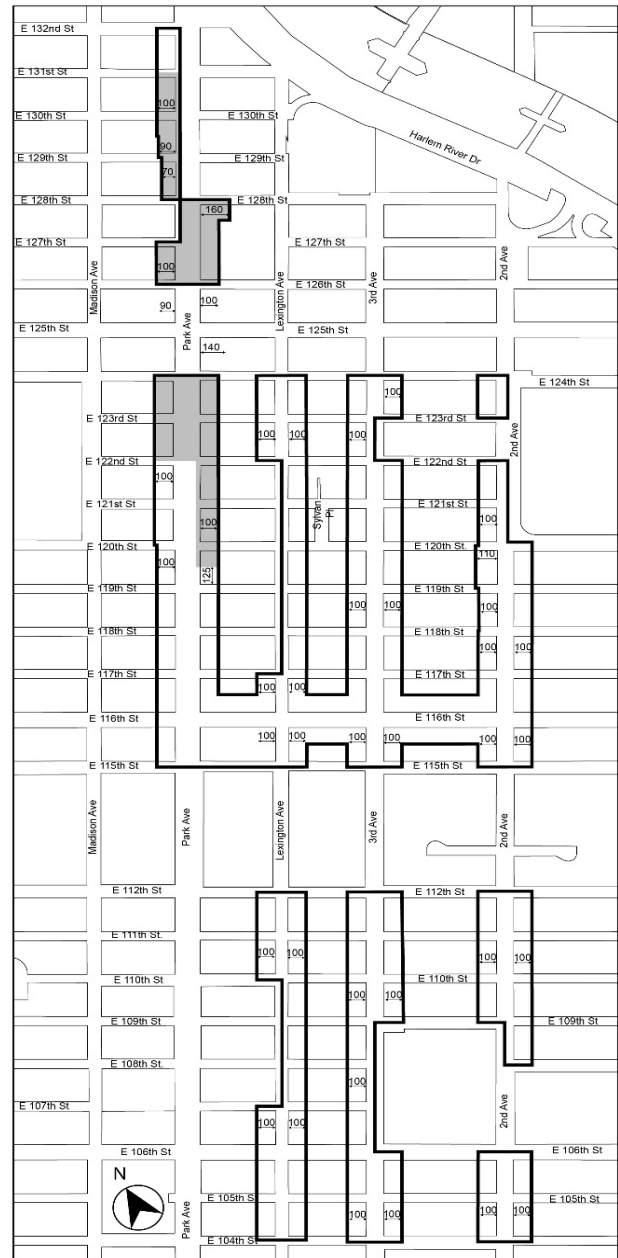 E 132nd St
E 131st St
100
E 130th St
E 130th St
Harlem River Dr
90
E 129th St
E 129th St
70
E 128th St
E 128th St
160
E 127th St
E 127th St
Madison Ave
Lexington Ave
3rd Ave
2nd Ave
100
E 126th St
90
100
Park Ave
E 125th St
E 125th St
140
E 124th St
100
E 123rd St
E 123rd St
100
100
100
2nd Ave
E 122nd St
E 122nd St
100
E 121st St
E 121st St
Sylvan Pl
100
100
E 120th St
E 120th St.
110
100
125
E 119th St
E 119th St
100
100
100
E 118th St
E 118th St
100
100
E 117th St
E 117th St
100
100
100
100
E 116th St
E 116th St
100
100
100
100
100
100
E 115th St
E 115th St
Madison Ave
Park Ave
Lexington Ave
3rd Ave
2nd Ave
E 112th St
E 112th St
E 111th St.
100
100
100
100
E 110th St
E 110th St
100
100
E 109th St
E 109th St
E 108th St.
100
E 107th St
100
100
2nd Ave
E 106th St
E 106th St
N
E 105th St
E 105th St
Park Ave
100
100
100
100
E 104th St